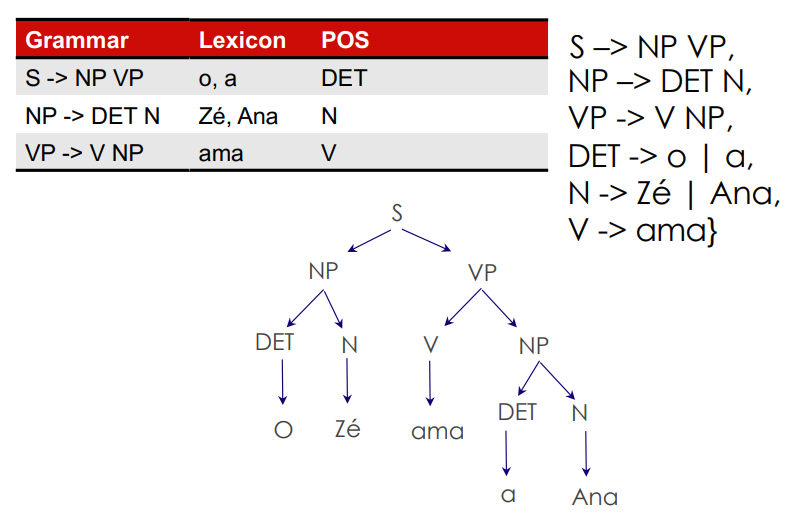 Grammar Lexicon POS
S -> NP VP o, a DET
NP -> DET N Zé, Ana N
VP -> V NP ama V
S –> NP VP,
NP –> DET N,
VP -> V NP,
DET -> o | a,
N -> Zé | Ana,
V -> ama}
S
NP VP
DET N V NP
O Zé ama DET N
a Ana